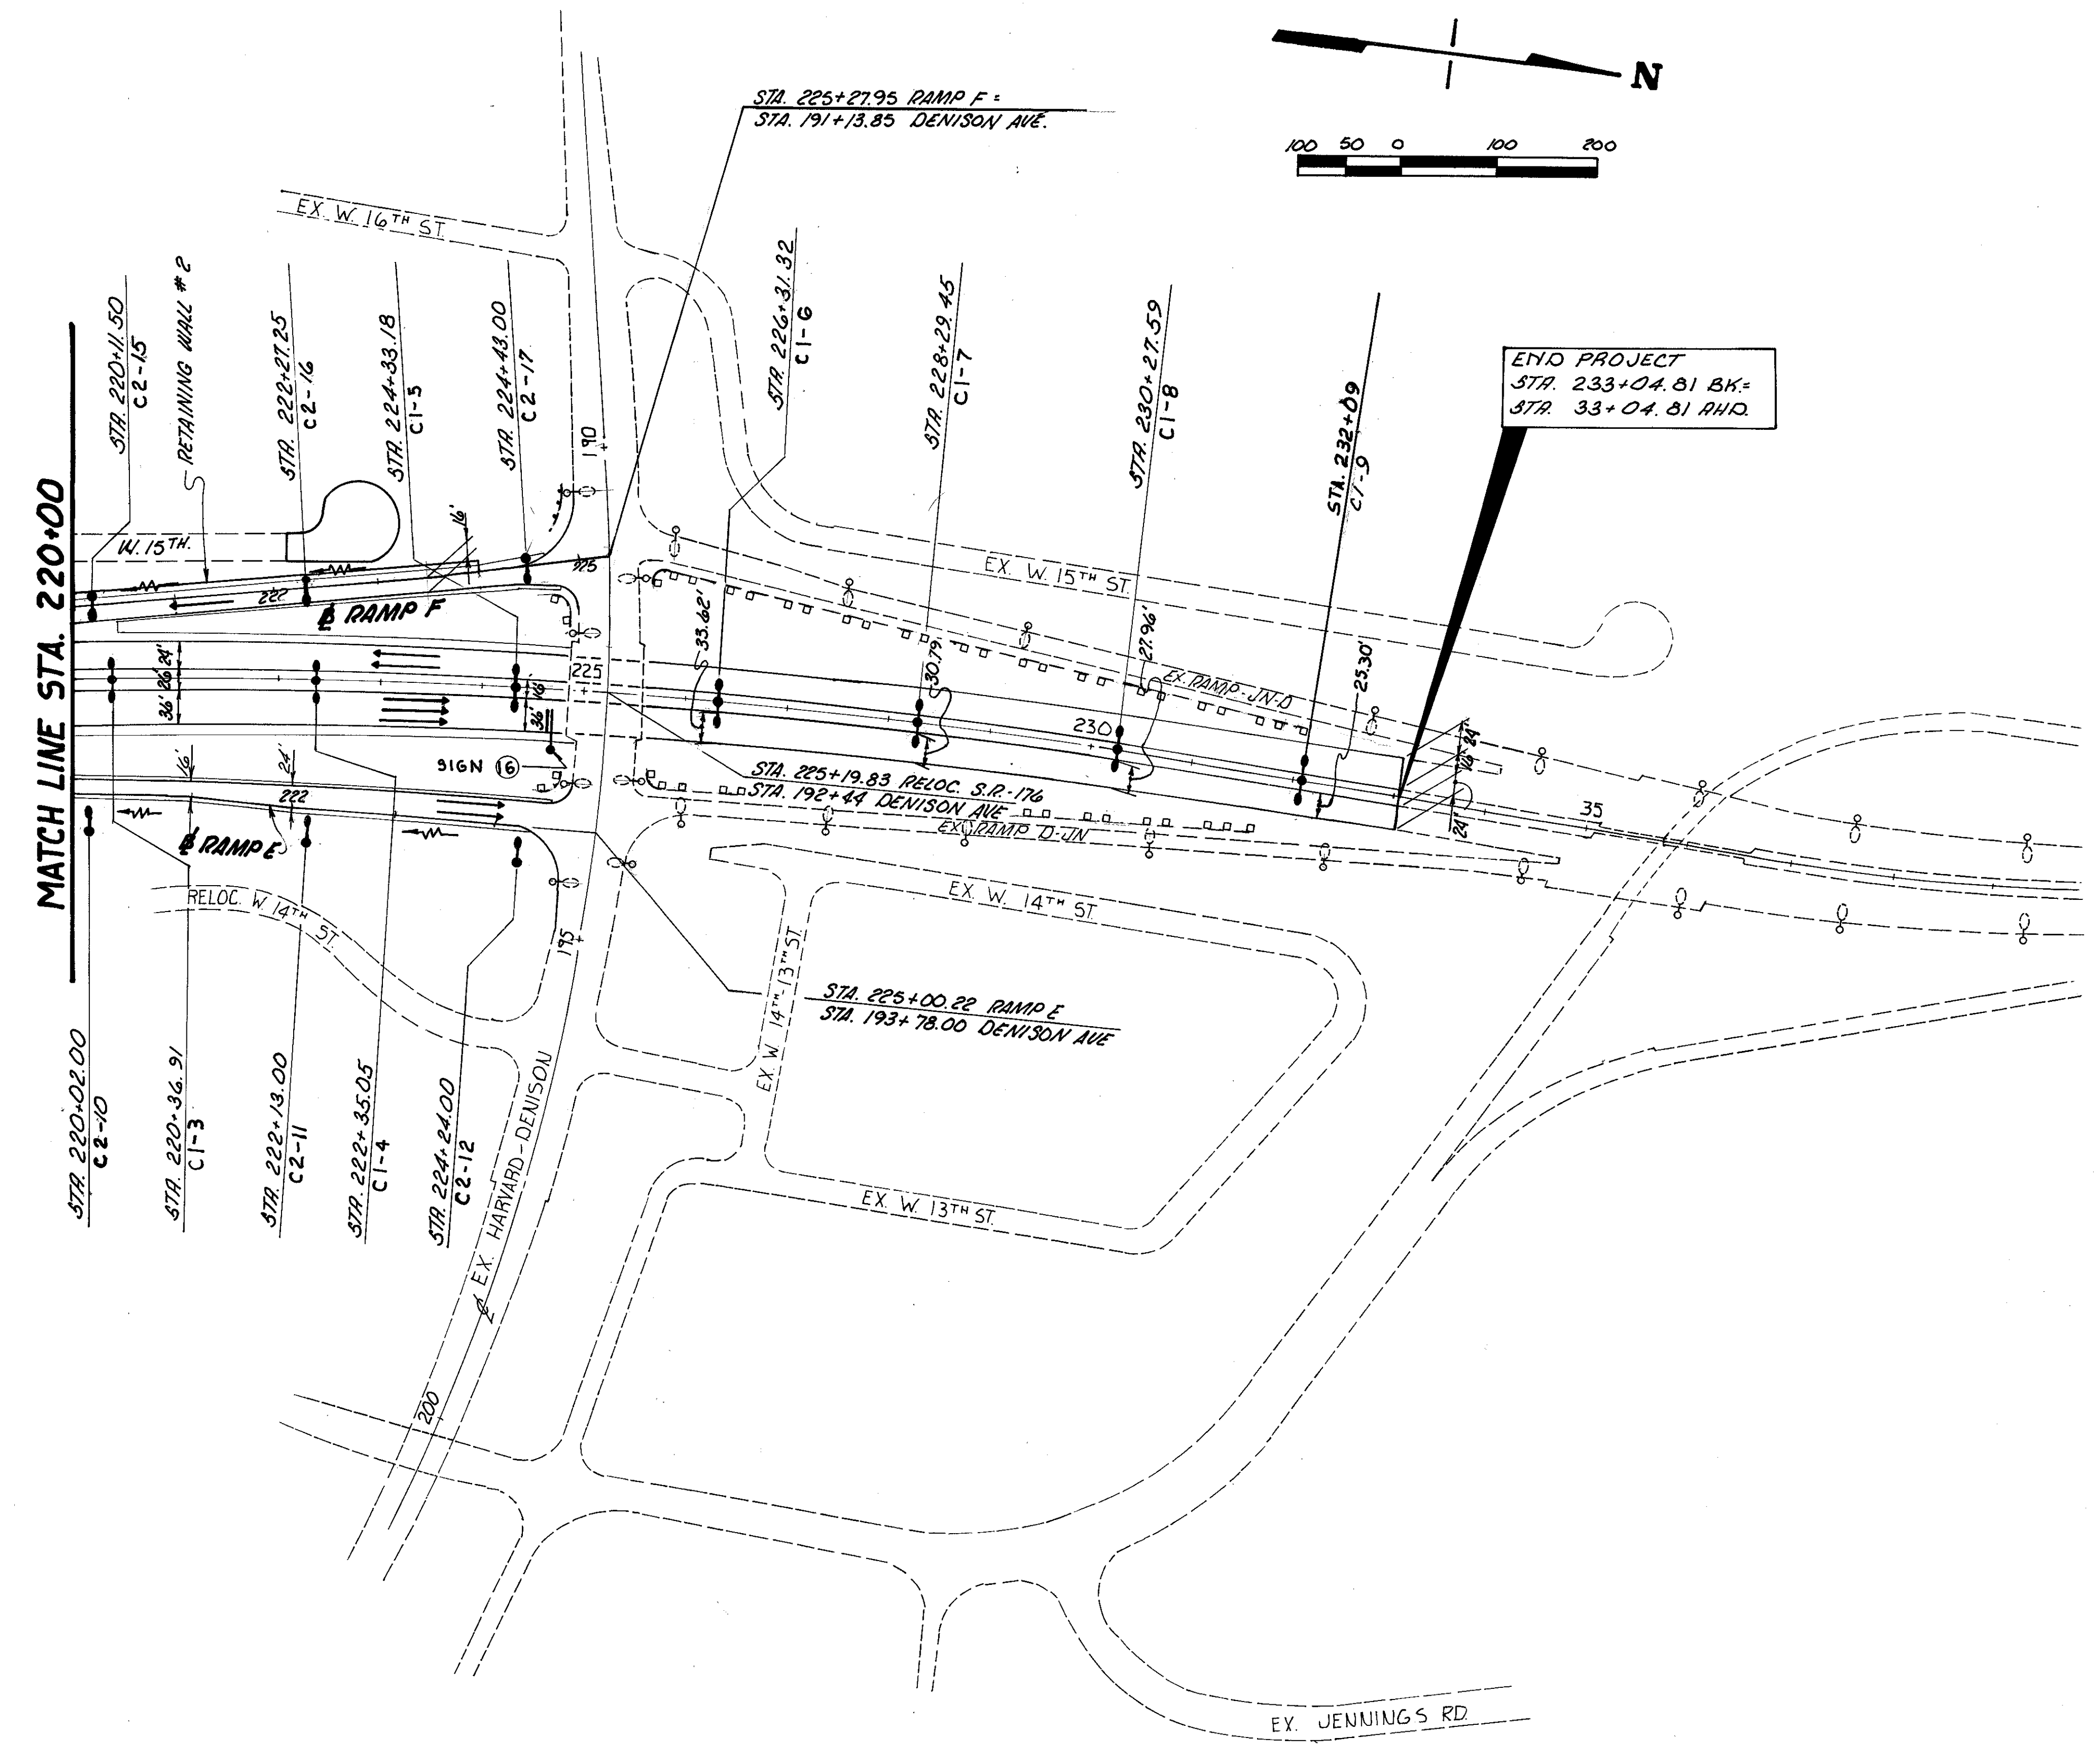 N
100 50 0 100 200
STA. 225+27.95 RAMP F =
STA. 191+13.85 DENISON AVE.
EX. W. 16TH ST.
STA. 220+11.50
C2-15
RETAINING WALL #2
STA. 222+27.25
C2-16
STA. 224+33.18
C1-5
STA. 224+43.00
C2-17
STA. 226+31.32
C1-6
STA. 228+29.45
C1-7
STA. 230+27.59
C1-8
STA. 232+09
C1-9
END PROJECT
STA. 233+04.81 BK.=
STA. 33+04.81 AHD.
MATCH LINE STA. 220+00
190
W. 15TH.
16'
225
EX. W. 15TH ST.
222
RAMP F
33.62'
30.79'
27.96'
25.30'
EX. RAMP-JN-D
24'
26'
36'
225
16'
36'
230
24'
16'
24'
35
SIGN 16
STA. 225+19.83 RELOC. S.R.-176
STA. 192+44 DENISON AVE
EX. RAMP D-JN
16'
24'
222
RAMP E
RELOC. W. 14TH ST.
EX. W. 14TH ST.
195
EX. W. 14TH-13TH ST.
STA. 225+00.22 RAMP E
STA. 193+78.00 DENISON AVE
STA. 220+02.00
C2-10
STA. 220+36.91
C1-3
STA. 222+13.00
C2-11
STA. 222+35.05
C1-4
STA. 224+24.00
C2-12
℄ EX. HARVARD-DENISON
EX. W. 13TH ST.
200
EX. JENNINGS RD.